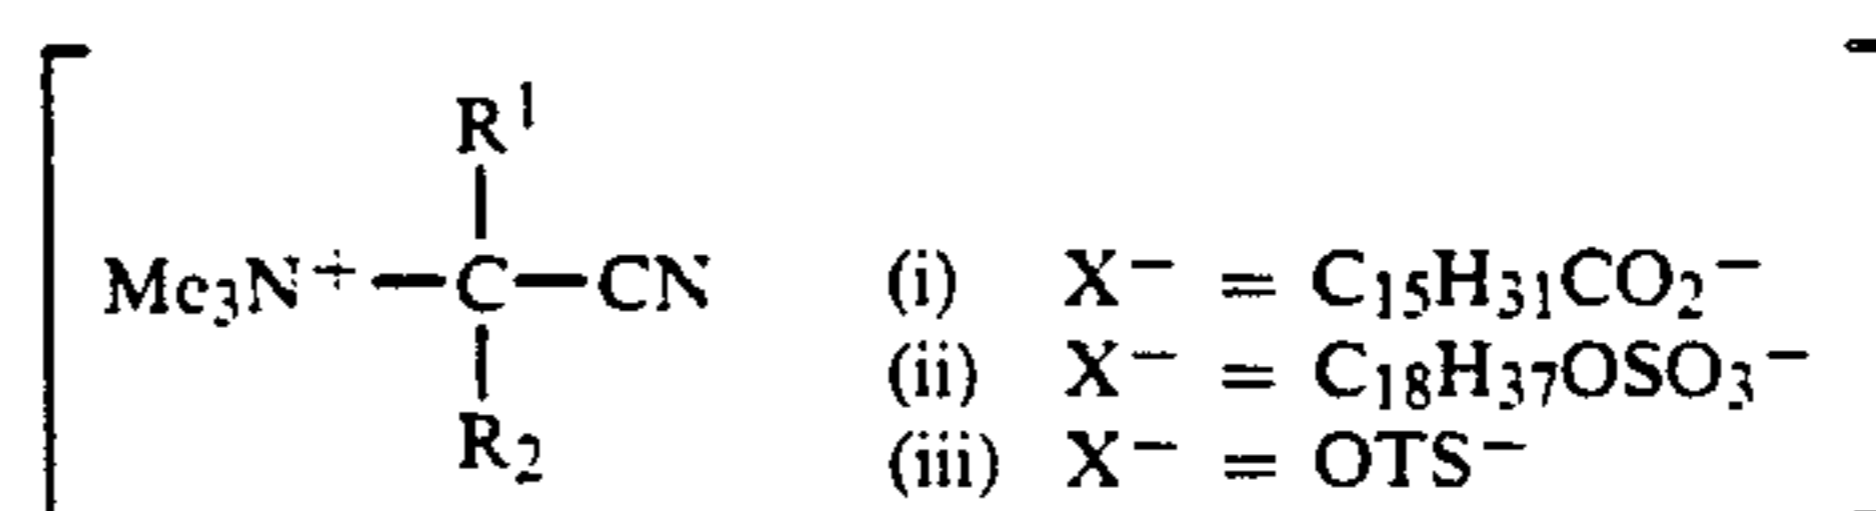 R¹
Me₃N⁺—C—CN (i) X⁻ = C₁₅H₃₁CO₂⁻
(ii) X⁻ = C₁₈H₃₇OSO₃⁻
R₂ (iii) X⁻ = OTS⁻